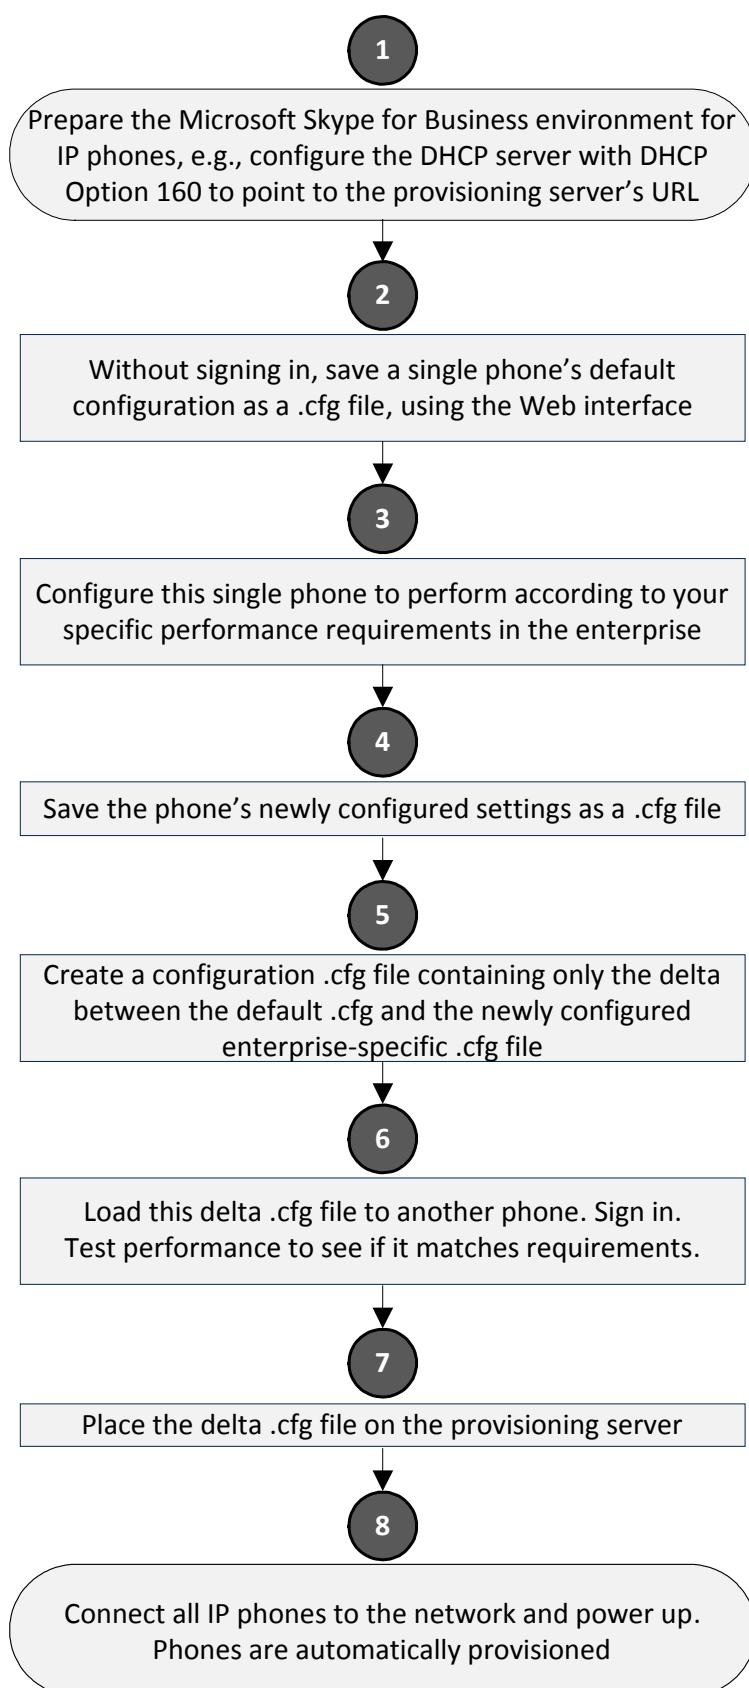 1
Prepare the Microsoft Skype for Business environment for
IP phones, e.g., configure the DHCP server with DHCP
Option 160 to point to the provisioning server’s URL
2
Without signing in, save a single phone’s default
configuration as a .cfg file, using the Web interface
3
Configure this single phone to perform according to your
specific performance requirements in the enterprise
4
Save the phone’s newly configured settings as a .cfg file
5
Create a configuration .cfg file containing only the delta
between the default .cfg and the newly configured
enterprise-specific .cfg file
6
Load this delta .cfg file to another phone. Sign in.
Test performance to see if it matches requirements.
7
Place the delta .cfg file on the provisioning server
8
Connect all IP phones to the network and power up.
Phones are automatically provisioned